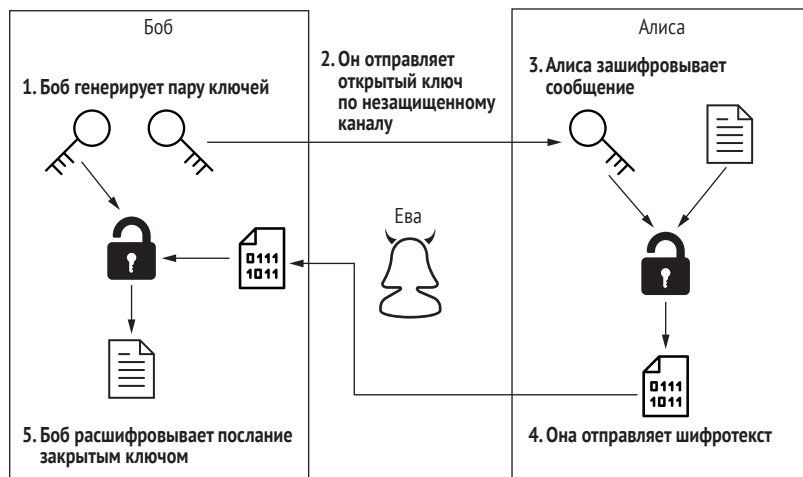 Боб
1. Боб генерирует пару ключей
2. Он отправляет
открытый ключ
по незащищенному
каналу
Алиса
3. Алиса зашифровывает
сообщение
Ева
0111
1011
0111
1011
5. Боб расшифровывает послание
закрытым ключом
4. Она отправляет шифротекст